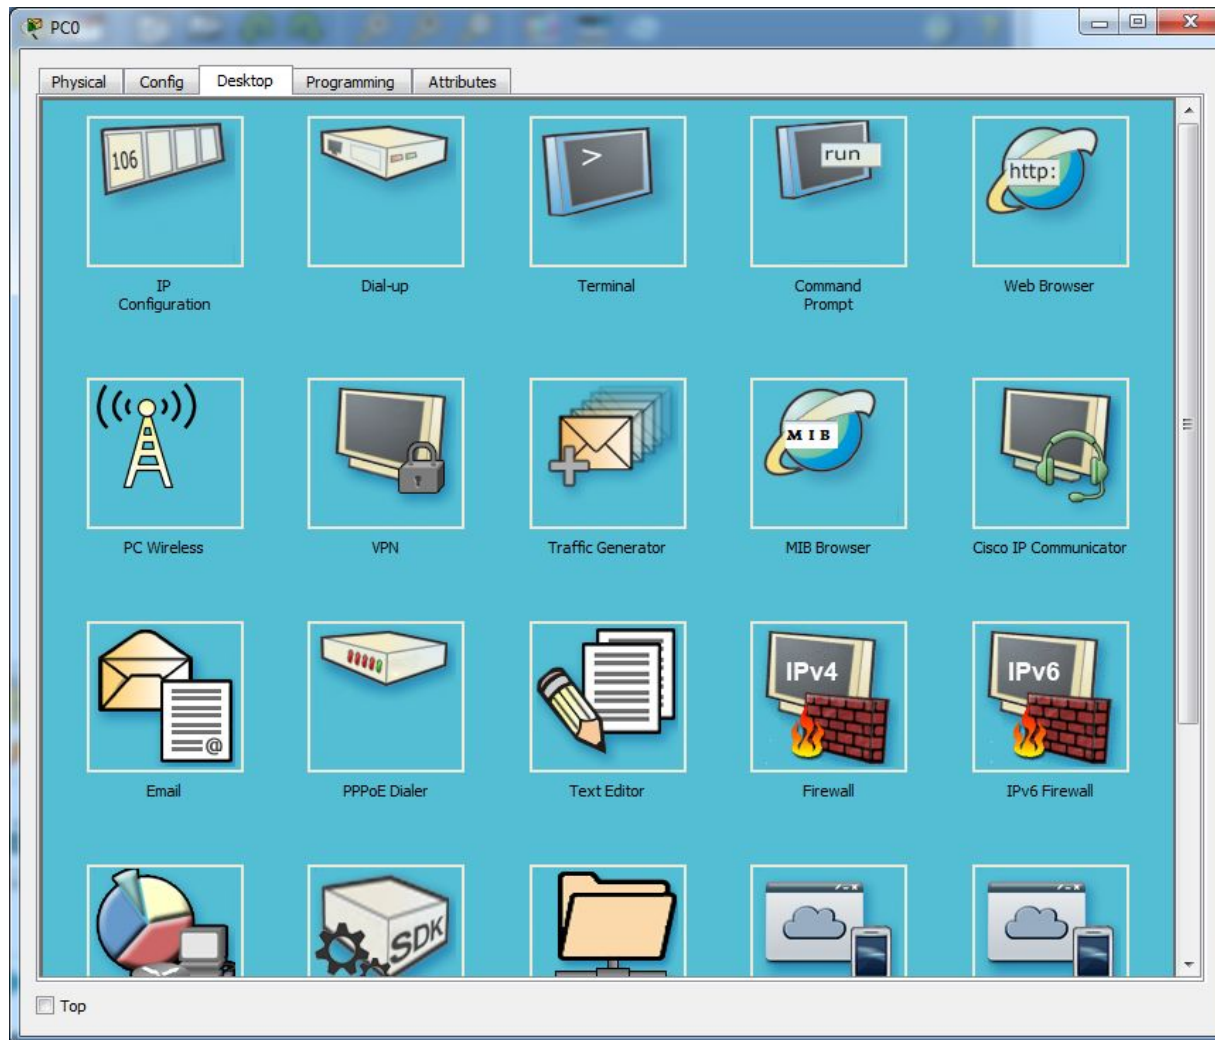 PC0
Physical Config Desktop Programming Attributes
106
>
run
http:
IP
Configuration
Dial-up
Terminal
Command
Prompt
Web Browser
MIB
PC Wireless
VPN
Traffic Generator
MIB Browser
Cisco IP Communicator
@
IPv4
IPv6
Email
PPPoE Dialer
Text Editor
Firewall
IPv6 Firewall
SDK
Top